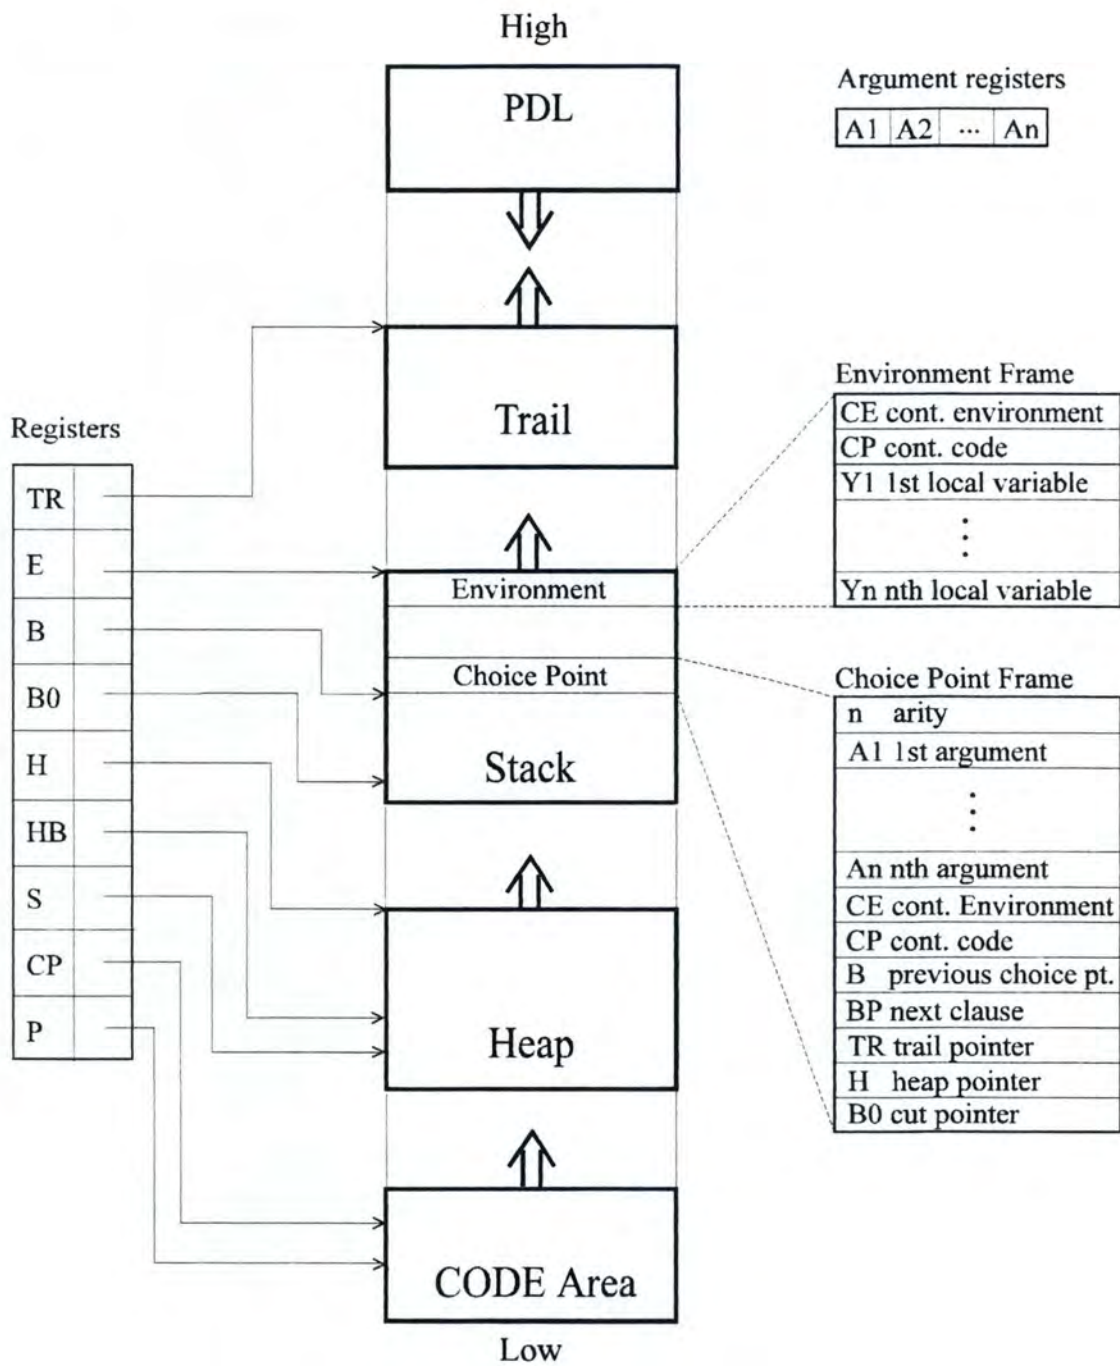 High
PDL
Argument registers
A1 A2 ... An
Trail
Registers
TR
E
B
B0
H
HB
S
CP
P
Environment
Choice Point
Stack
Heap
CODE Area
Low
Environment Frame
CE cont. environment
CP cont. code
Y1 1st local variable
⋮
Yn nth local variable
Choice Point Frame
n arity
A1 1st argument
⋮
An nth argument
CE cont. Environment
CP cont. code
B previous choice pt.
BP next clause
TR trail pointer
H heap pointer
B0 cut pointer